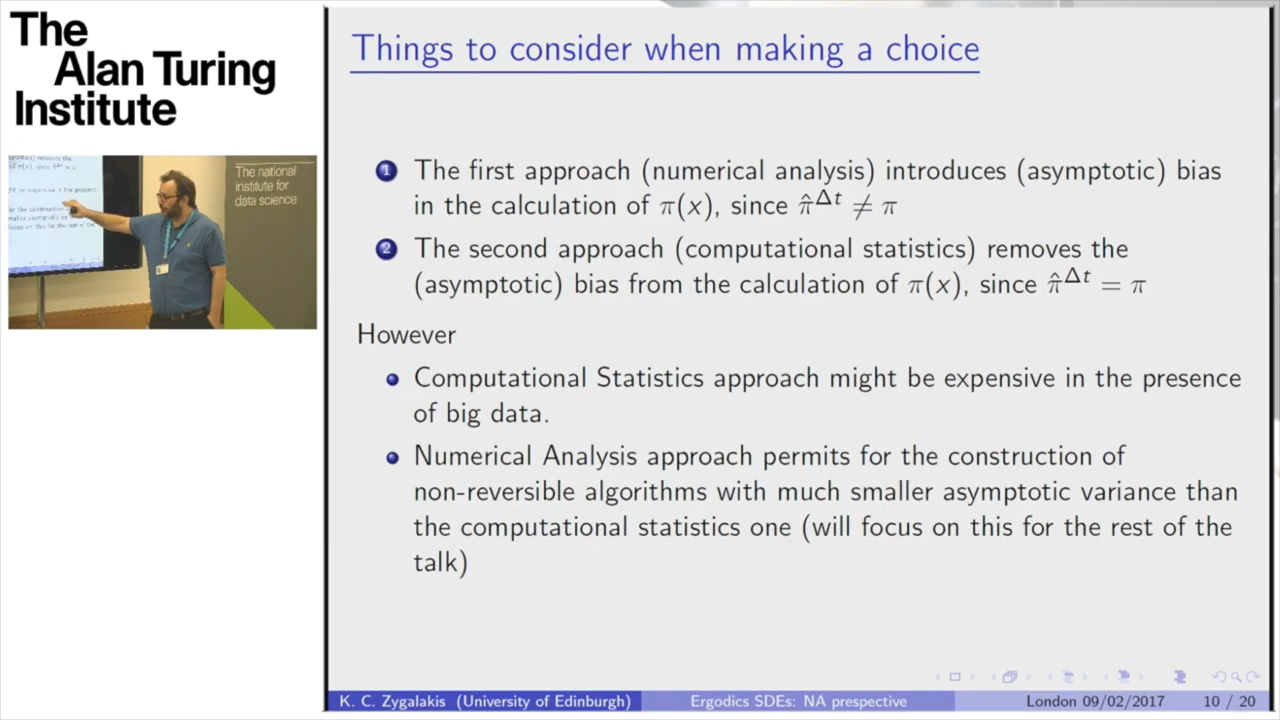 The
Alan Turing
Institute
The national
institute for
data science
Things to consider when making a choice
1 The first approach (numerical analysis) introduces (asymptotic) bias
in the calculation of π(x), since π̂^Δt ≠ π
2 The second approach (computational statistics) removes the
(asymptotic) bias from the calculation of π(x), since π̂^Δt = π
However
Computational Statistics approach might be expensive in the presence
of big data.
Numerical Analysis approach permits for the construction of
non-reversible algorithms with much smaller asymptotic variance than
the computational statistics one (will focus on this for the rest of the
talk)
K. C. Zygalakis (University of Edinburgh) Ergodics SDEs: NA prespective London 09/02/2017 10 / 20